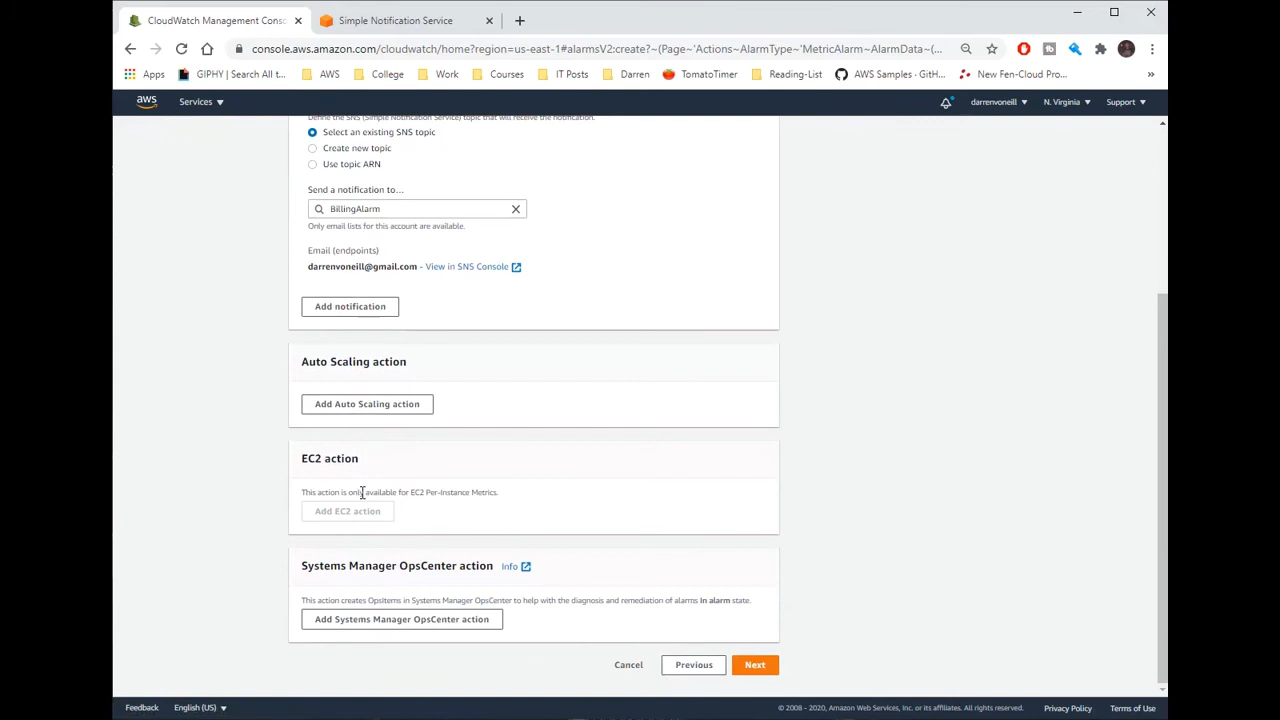 CloudWatch Management Conso
Simple Notification Service
console.aws.amazon.com/cloudwatch/home?region=us-east-1#alarmsV2:create?~(Page~'Actions~AlarmType~'MetricAlarm~AlarmData~(...
Apps
GIPHY | Search All t...
AWS
College
Work
Courses
IT Posts
Darren
TomatoTimer
Reading-List
AWS Samples · GitH...
New Fen-Cloud Pro...
»
aws
Services
darrenvoneill
N. Virginia
Support
Define the SNS (Simple Notification Service) topic that will receive the notification.
Select an existing SNS topic
Create new topic
Use topic ARN
Send a notification to...
BillingAlarm
Only email lists for this account are available.
Email (endpoints)
darrenvoneill@gmail.com - View in SNS Console
Add notification
Auto Scaling action
Add Auto Scaling action
EC2 action
This action is only available for EC2 Per-Instance Metrics.
Add EC2 action
Systems Manager OpsCenter action Info
This action creates OpsItems in Systems Manager OpsCenter to help with the diagnosis and remediation of alarms In alarm state.
Add Systems Manager OpsCenter action
Cancel
Previous
Next
Feedback
English (US)
© 2008 - 2020, Amazon Web Services, Inc. or its affiliates. All rights reserved.
Privacy Policy
Terms of Use